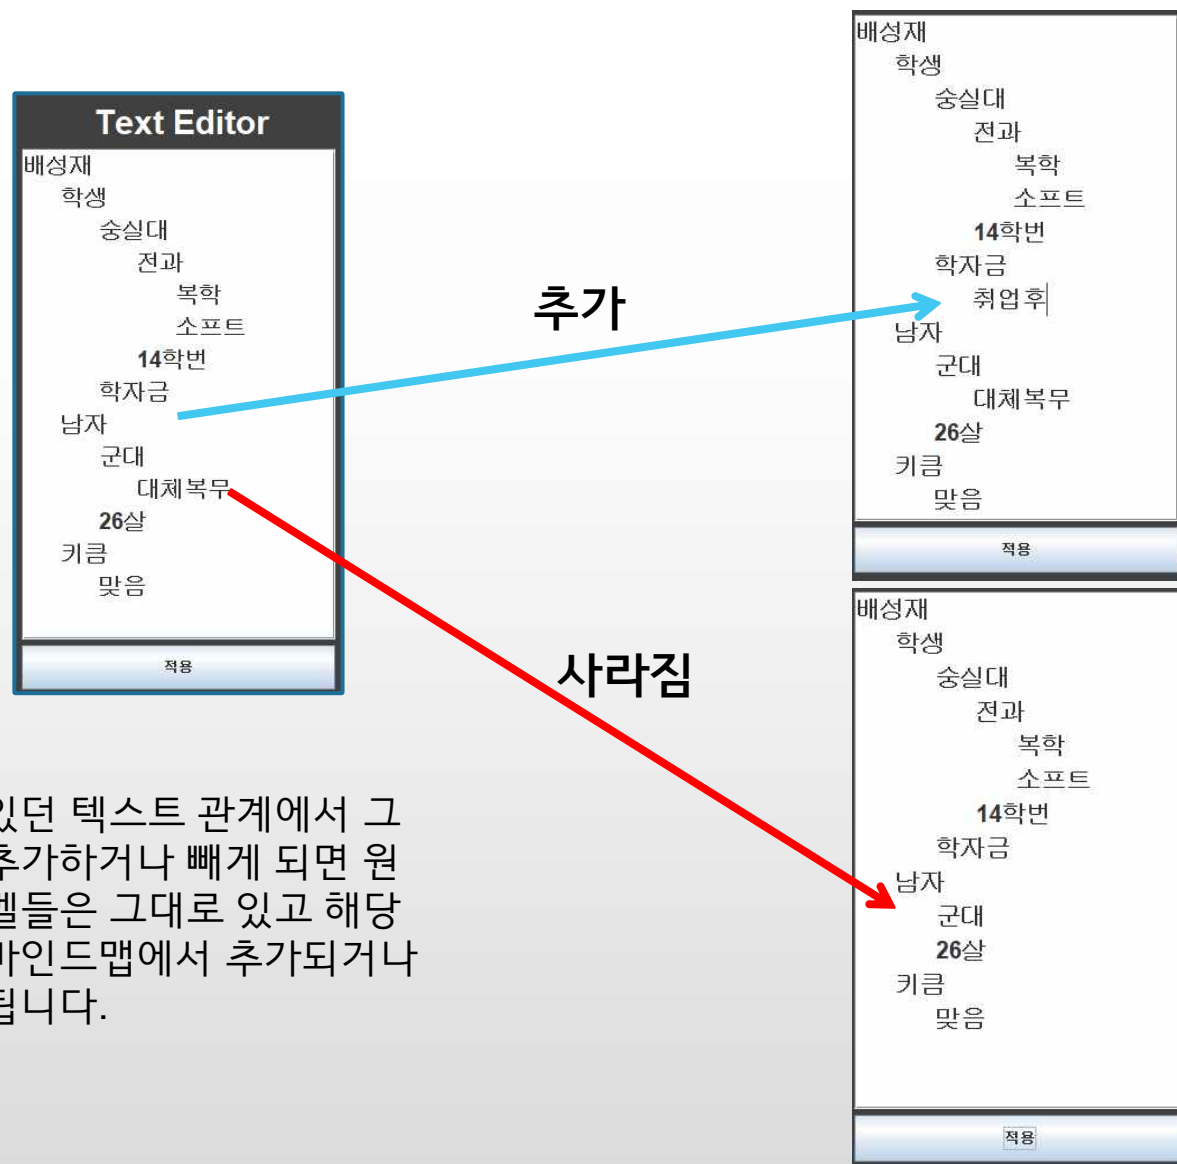 Text Editor
배성재
학생
숭실대
전과
복학
소프트
14학번
학자금
남자
군대
대체복무
26살
키큼
맞음
적용
추가
사라짐
배성재
학생
숭실대
전과
복학
소프트
14학번
학자금
취업후
남자
군대
대체복무
26살
키큼
맞음
적용
배성재
학생
숭실대
전과
복학
소프트
14학번
학자금
남자
군대
26살
키큼
맞음
적용
있던 텍스트 관계에서 그
추가하거나 빼게 되면 원
벨들은 그대로 있고 해당
마인드맵에서 추가되거나
됩니다.